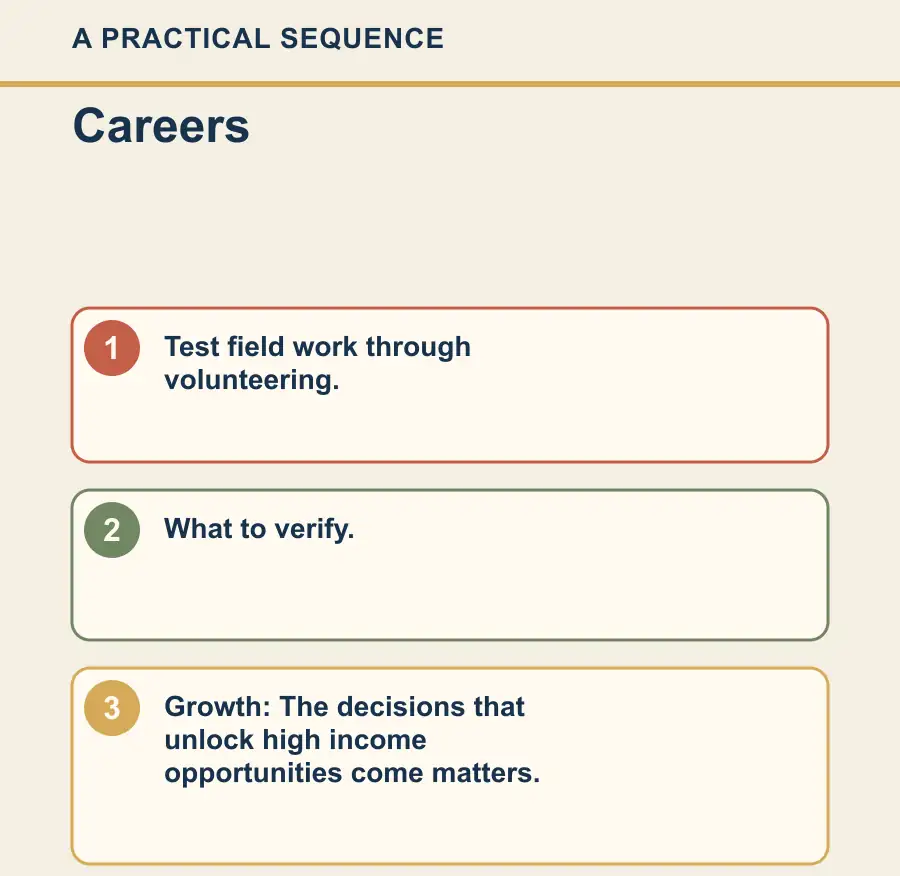 A PRACTICAL SEQUENCE
Careers
1
Test field work through
volunteering.
2
What to verify.
3
Growth: The decisions that
unlock high income
opportunities come matters.